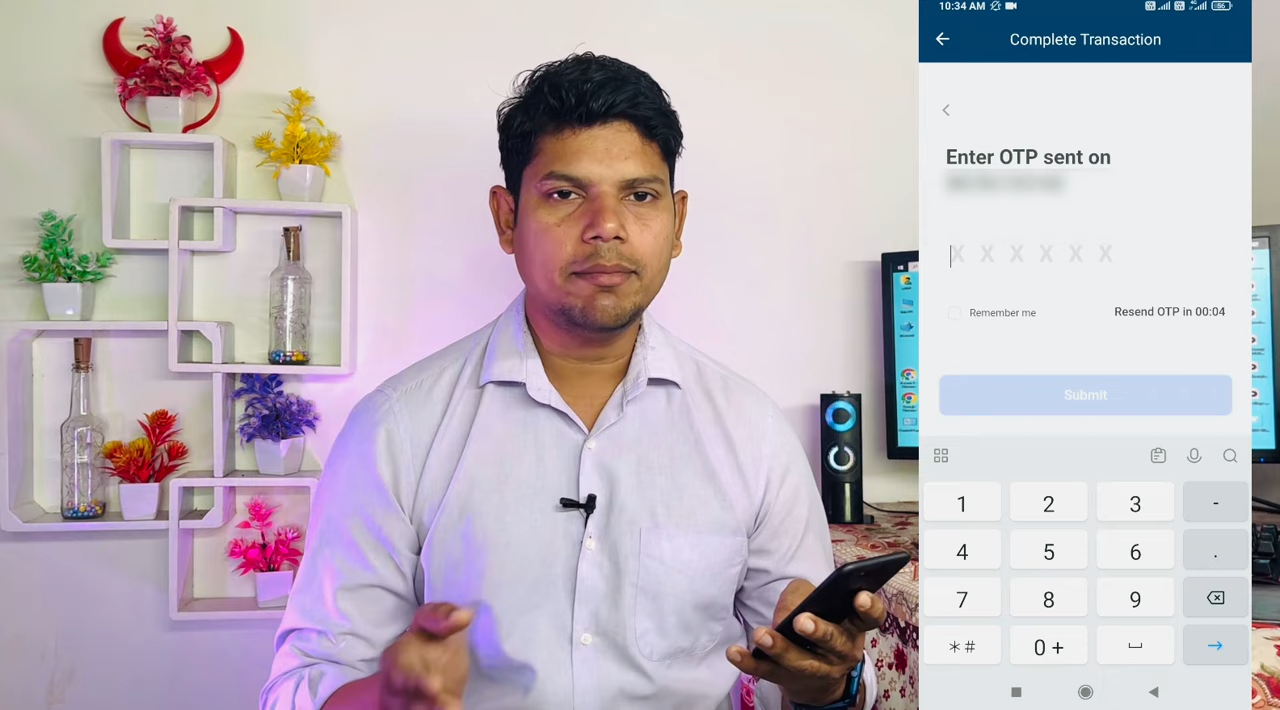 10:34 AM
56
Complete Transaction
Enter OTP sent on
X X X X X X
Remember me
Resend OTP in 00:04
Submit
1 2 3 -
4 5 6 .
7 8 9
*# 0 +